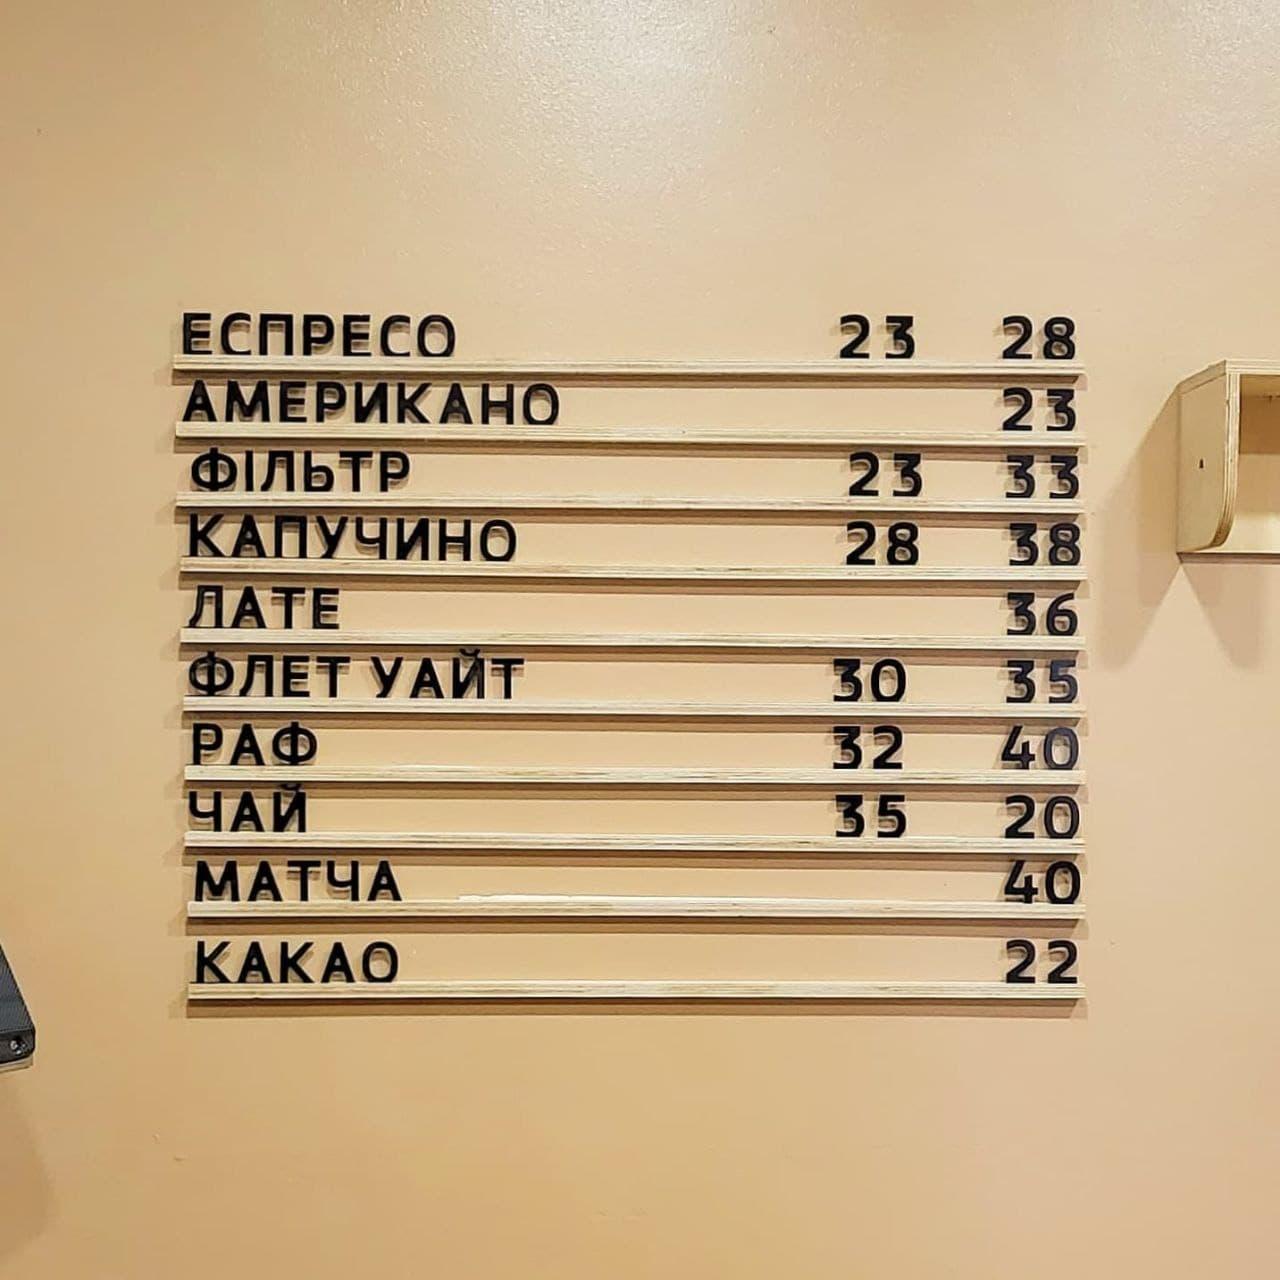 ЕСПРЕСО 23 28
АМЕРИКАНО 23
ФІЛЬТР 23 33
КАПУЧИНО 28 38
ЛАТЕ 36
ФЛЕТ УАЙТ 30 35
РАФ 32 40
ЧАЙ 35 20
МАТЧА 40
КАКАО 22